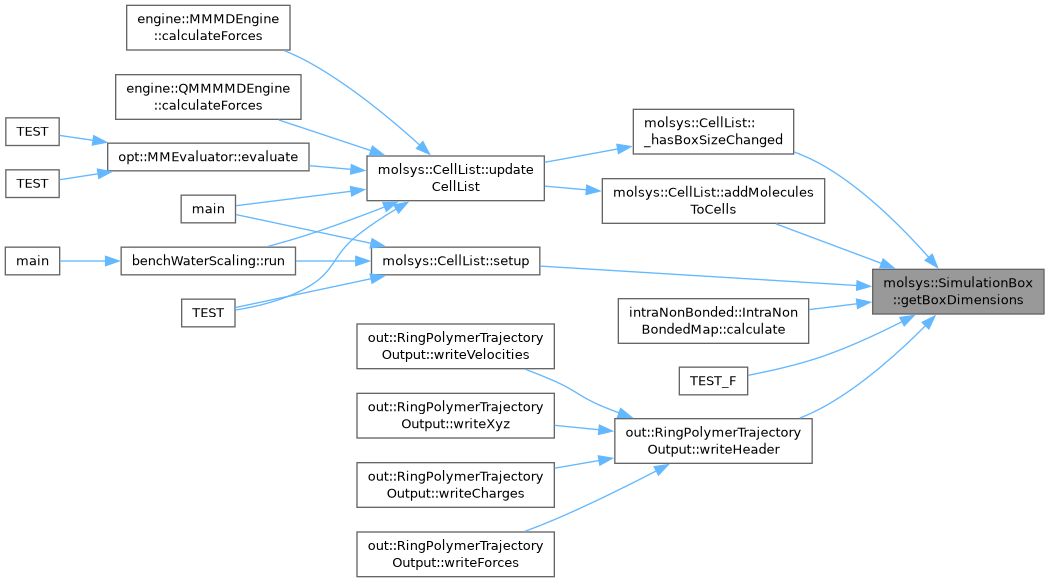 engine::MMMDEngine
::calculateForces
engine::QMMMMDEngine
::calculateForces
TEST
opt::MMEvaluator::evaluate
TEST
main
main
benchWaterScaling::run
TEST
molsys::CellList::update
CellList
molsys::CellList::setup
molsys::CellList::
_hasBoxSizeChanged
molsys::CellList::addMolecules
ToCells
molsys::SimulationBox
::getBoxDimensions
intraNonBonded::IntraNon
BondedMap::calculate
TEST_F
out::RingPolymerTrajectory
Output::writeVelocities
out::RingPolymerTrajectory
Output::writeXyz
out::RingPolymerTrajectory
Output::writeCharges
out::RingPolymerTrajectory
Output::writeForces
out::RingPolymerTrajectory
Output::writeHeader